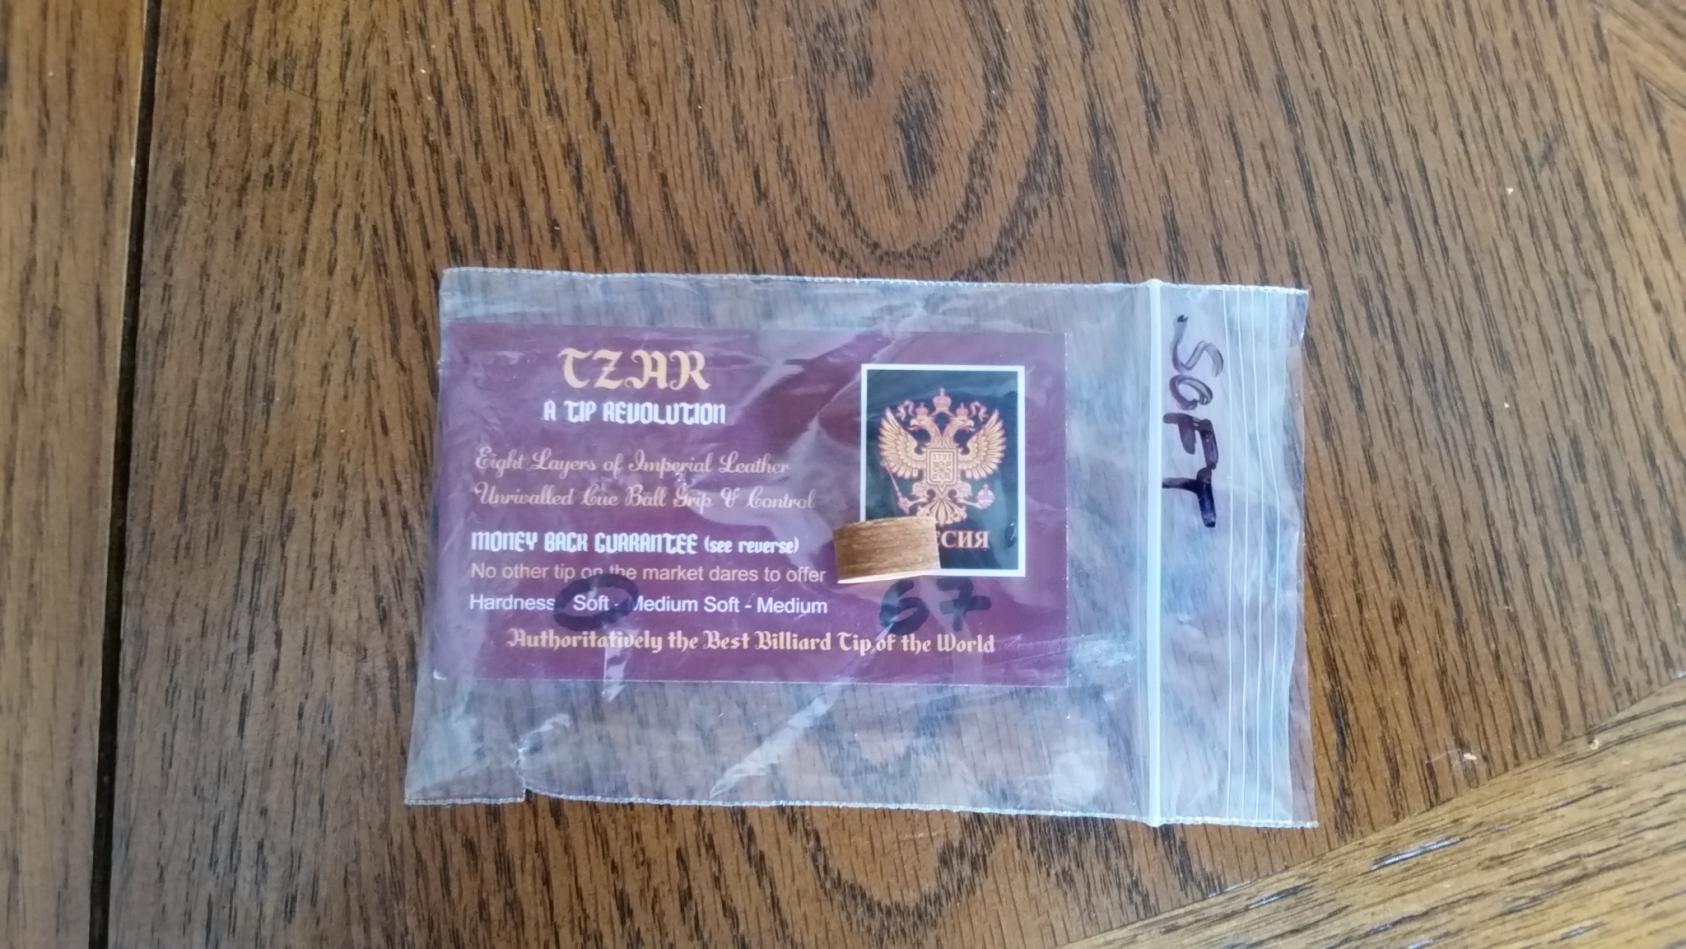 TZAR
A TIP REVOLUTION
Eight Layers of Imperial Leather
Unrivalled Cue Ball Grip & Control
MONEY BACK GUARANTEE (see reverse)
No other tip on the market dares to offer
Hardness Soft - Medium Soft - Medium
Authoritatively the Best Billiard Tip of the World
СИЯ
67
SOFT